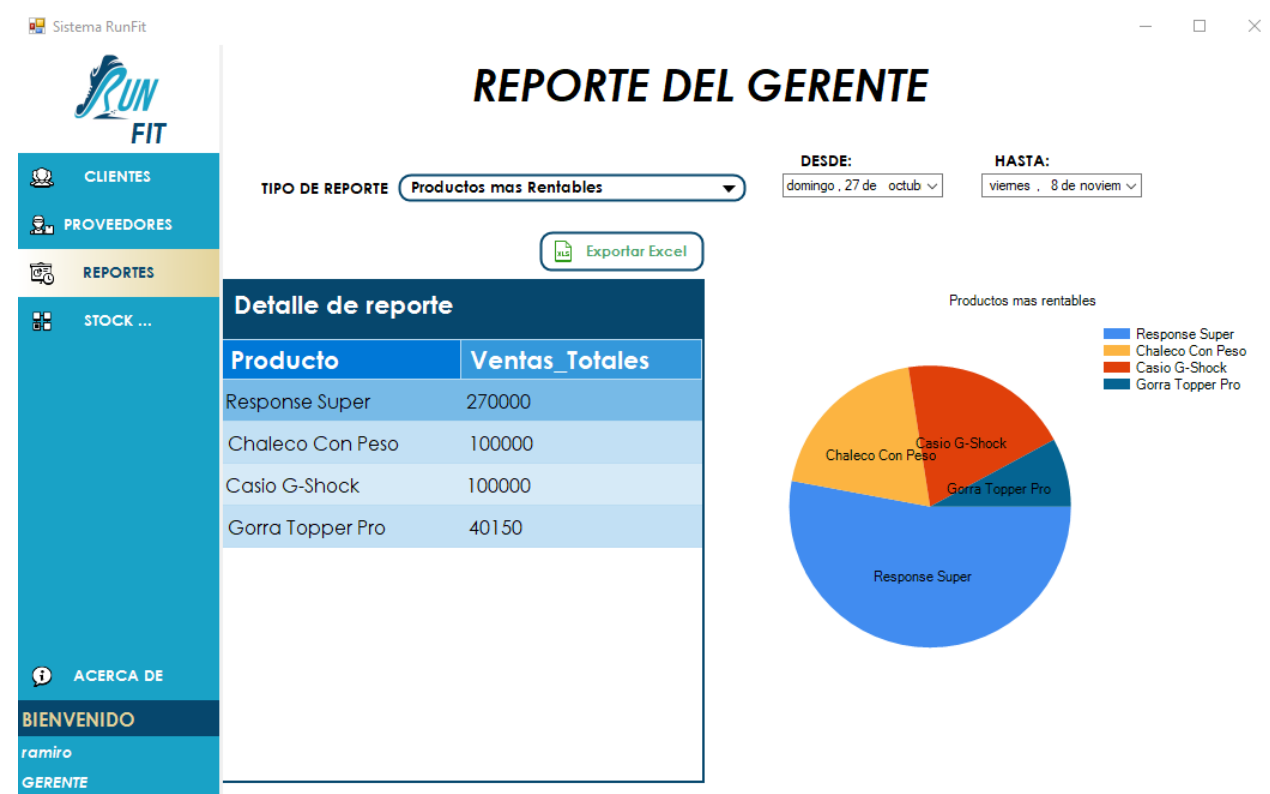 Sistema RunFit
RUN
FIT
REPORTE DEL GERENTE
CLIENTES
PROVEEDORES
REPORTES
STOCK ...
ACERCA DE
BIENVENIDO
ramiro
GERENTE
TIPO DE REPORTE Productos mas Rentables
DESDE:
domingo , 27 de octub
HASTA:
viemes , 8 de noviem
XLS Exportar Excel
Detalle de reporte
Producto Ventas_Totales
Response Super 270000
Chaleco Con Peso 100000
Casio G-Shock 100000
Gorra Topper Pro 40150
Productos mas rentables
Response Super
Chaleco Con Peso
Casio G-Shock
Gorra Topper Pro
Casio G-Shock
Chaleco Con Peso
Gorra Topper Pro
Response Super